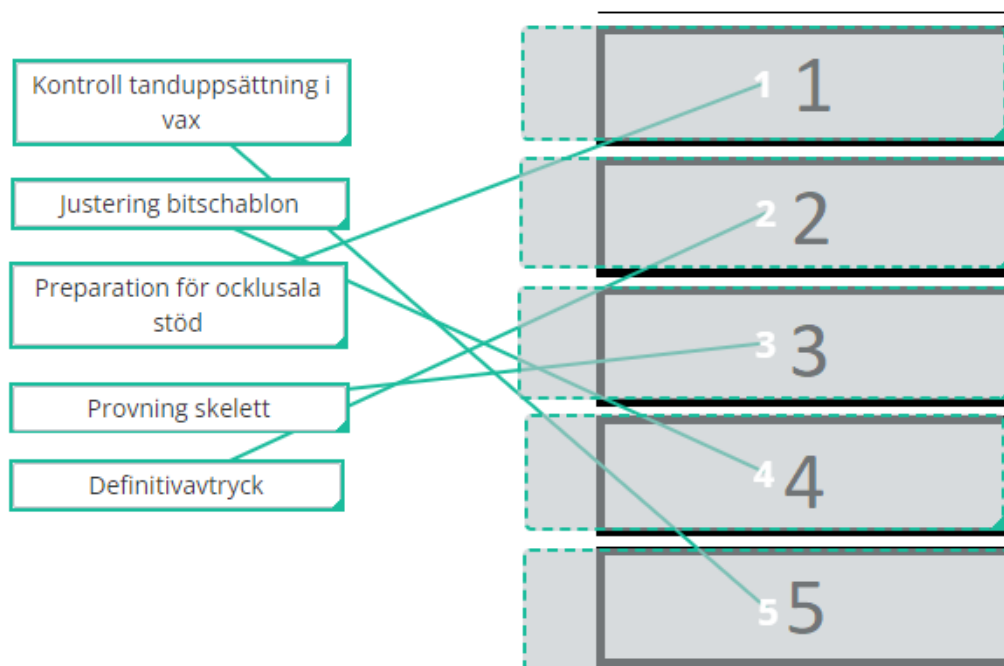 Kontroll tanduppsättning i
vax
Justering bitschablon
Preparation för ocklusala
stöd
Provning skelett
Definitivavtryck
1 1
2 2
3 3
4 4
5 5